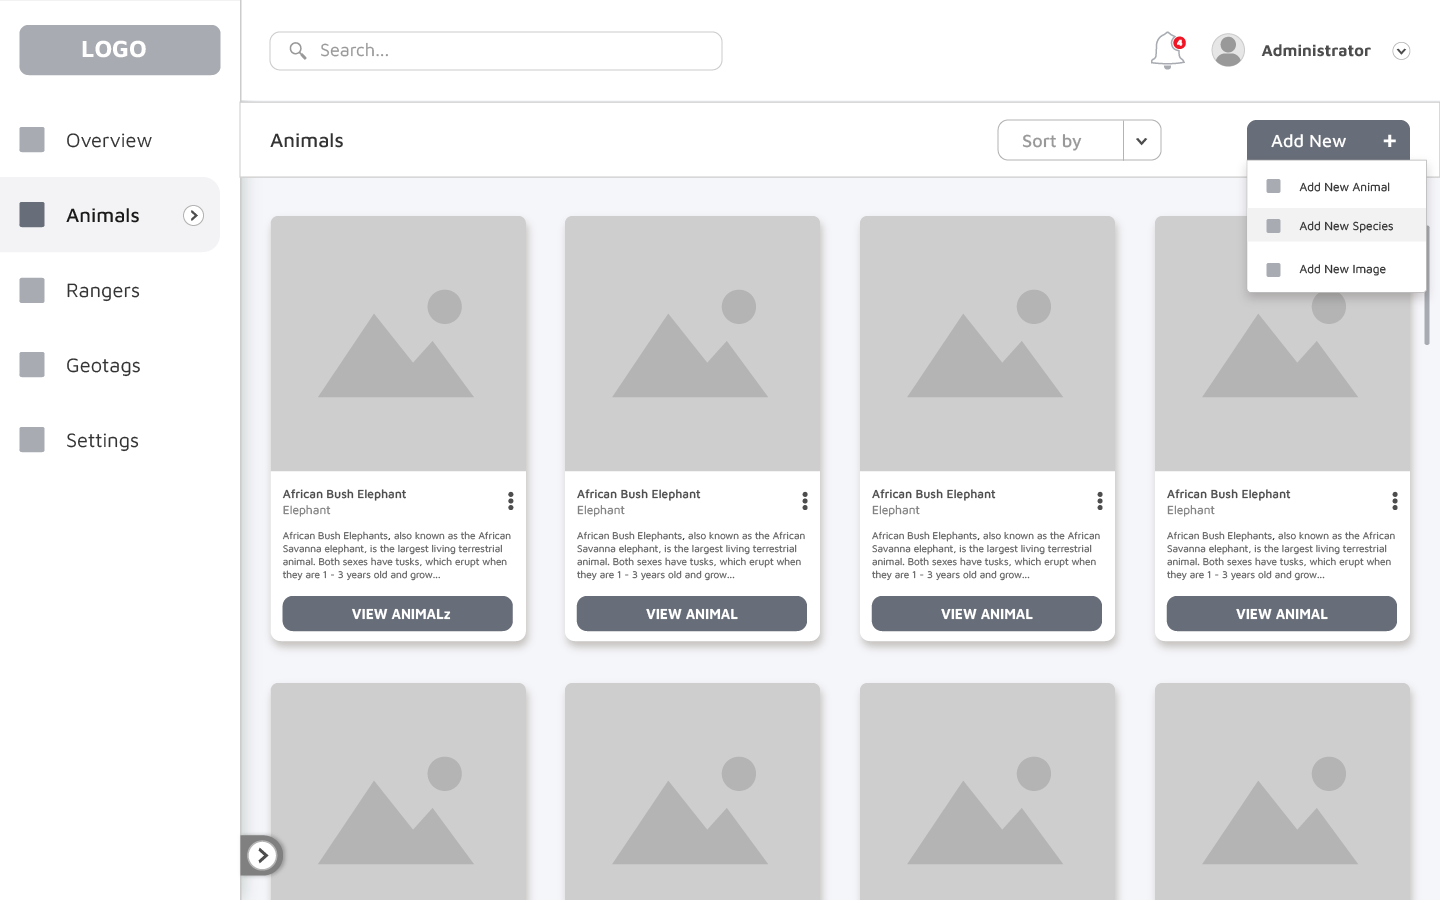 LOGO
Search...
4
Administrator
Overview
Animals
Rangers
Geotags
Settings
Animals
Sort by
Add New +
Add New Animal
Add New Species
Add New Image
African Bush Elephant
Elephant
African Bush Elephants, also known as the African
Savanna elephant, is the largest living terrestrial
animal. Both sexes have tusks, which erupt when
they are 1 - 3 years old and grow...
VIEW ANIMALz
African Bush Elephant
Elephant
African Bush Elephants, also known as the African
Savanna elephant, is the largest living terrestrial
animal. Both sexes have tusks, which erupt when
they are 1 - 3 years old and grow...
VIEW ANIMAL
African Bush Elephant
Elephant
African Bush Elephants, also known as the African
Savanna elephant, is the largest living terrestrial
animal. Both sexes have tusks, which erupt when
they are 1 - 3 years old and grow...
VIEW ANIMAL
African Bush Elephant
Elephant
African Bush Elephants, also known as the African
Savanna elephant, is the largest living terrestrial
animal. Both sexes have tusks, which erupt when
they are 1 - 3 years old and grow...
VIEW ANIMAL